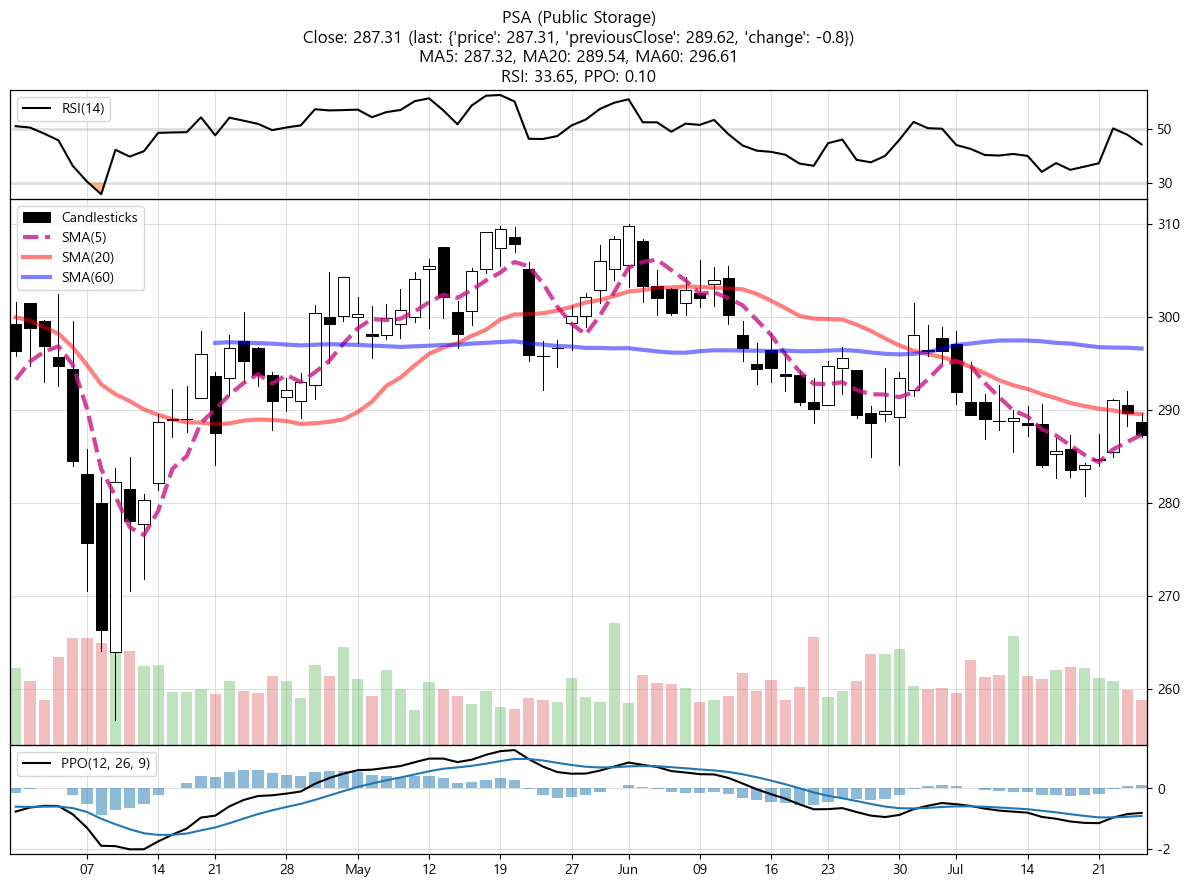 PSA (Public Storage)
Close: 287.31 (last: {'price': 287.31, 'previousClose': 289.62, 'change': -0.8})
MA5: 287.32, MA20: 289.54, MA60: 296.61
RSI: 33.65, PPO: 0.10
RSI(14)
50
30
Candlesticks
SMA(5)
SMA(20)
SMA(60)
310
300
290
280
270
260
PPO(12, 26, 9)
0
-2
07 14 21 28 May 12 19 27 Jun 09 16 23 30 Jul 14 21